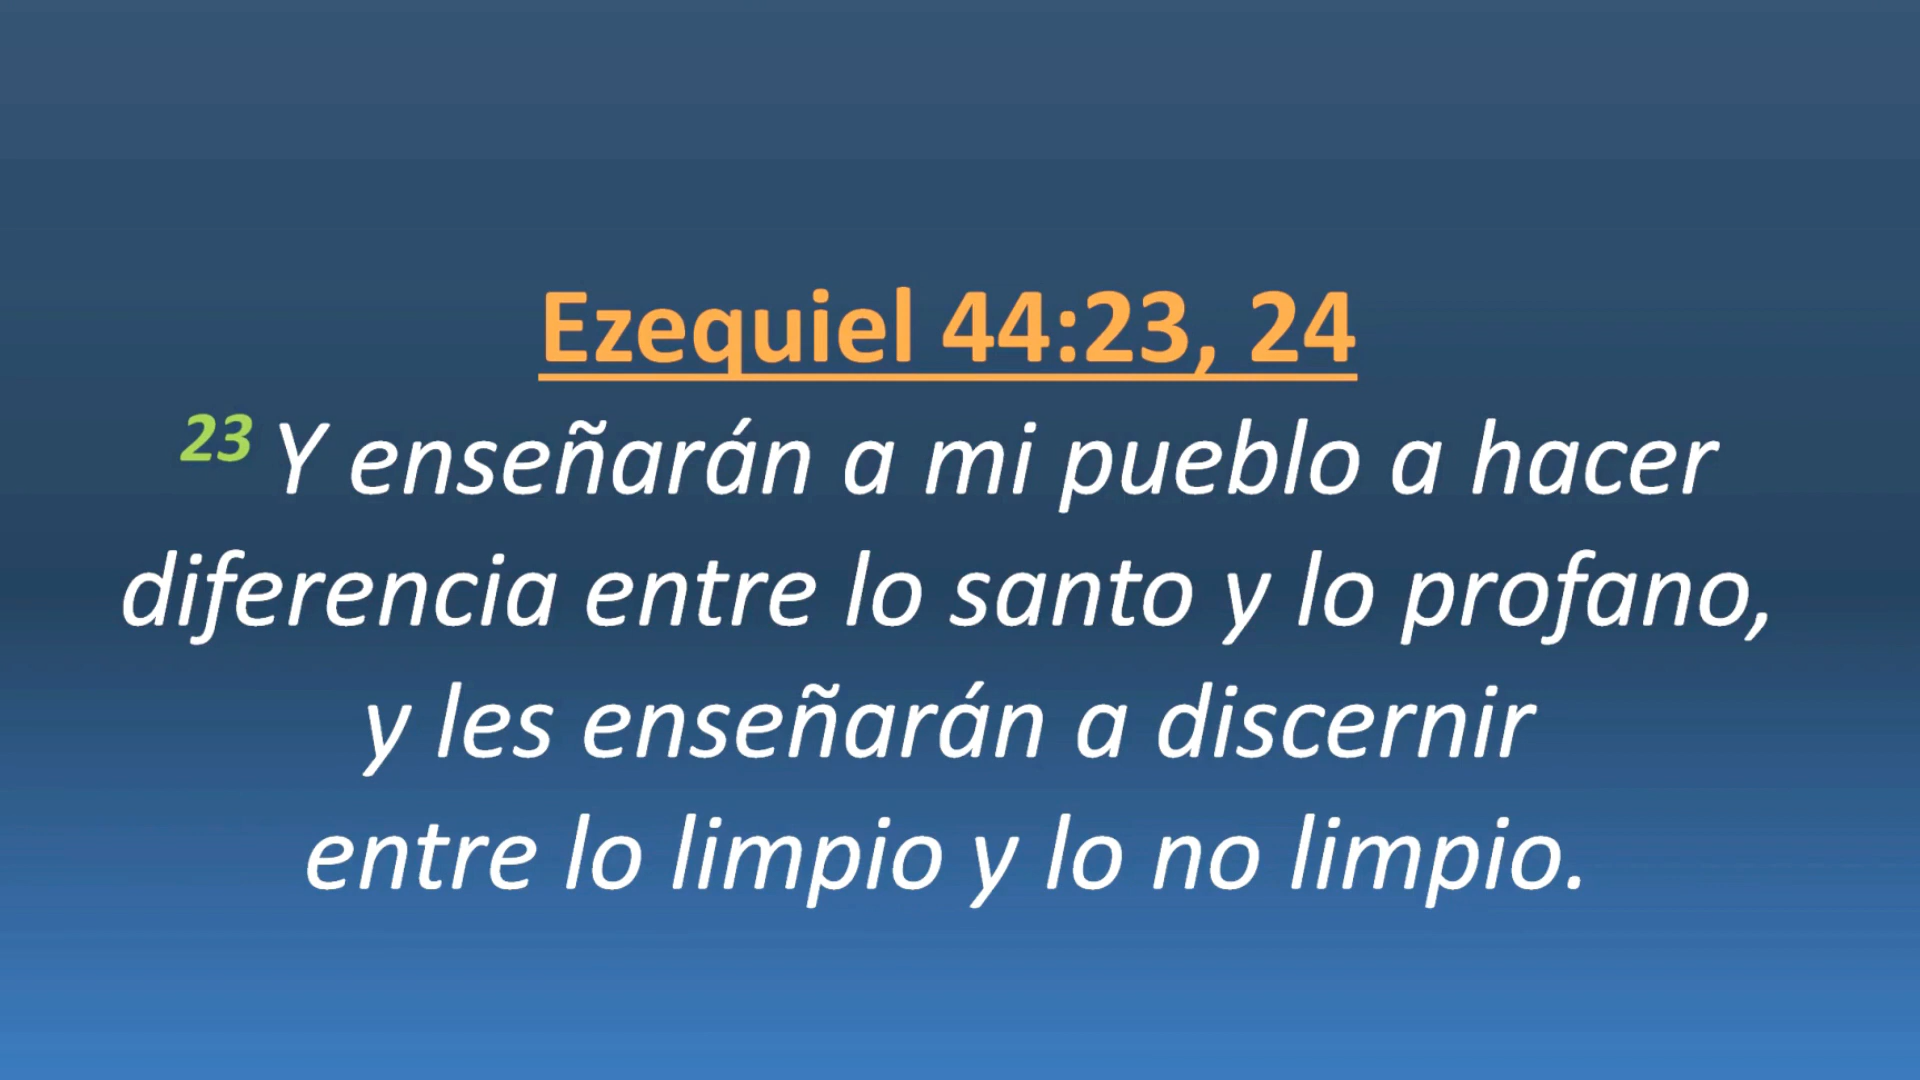 Ezequiel 44:23, 24
23 Y enseñarán a mi pueblo a hacer
diferencia entre lo santo y lo profano,
y les enseñarán a discernir
entre lo limpio y lo no limpio.